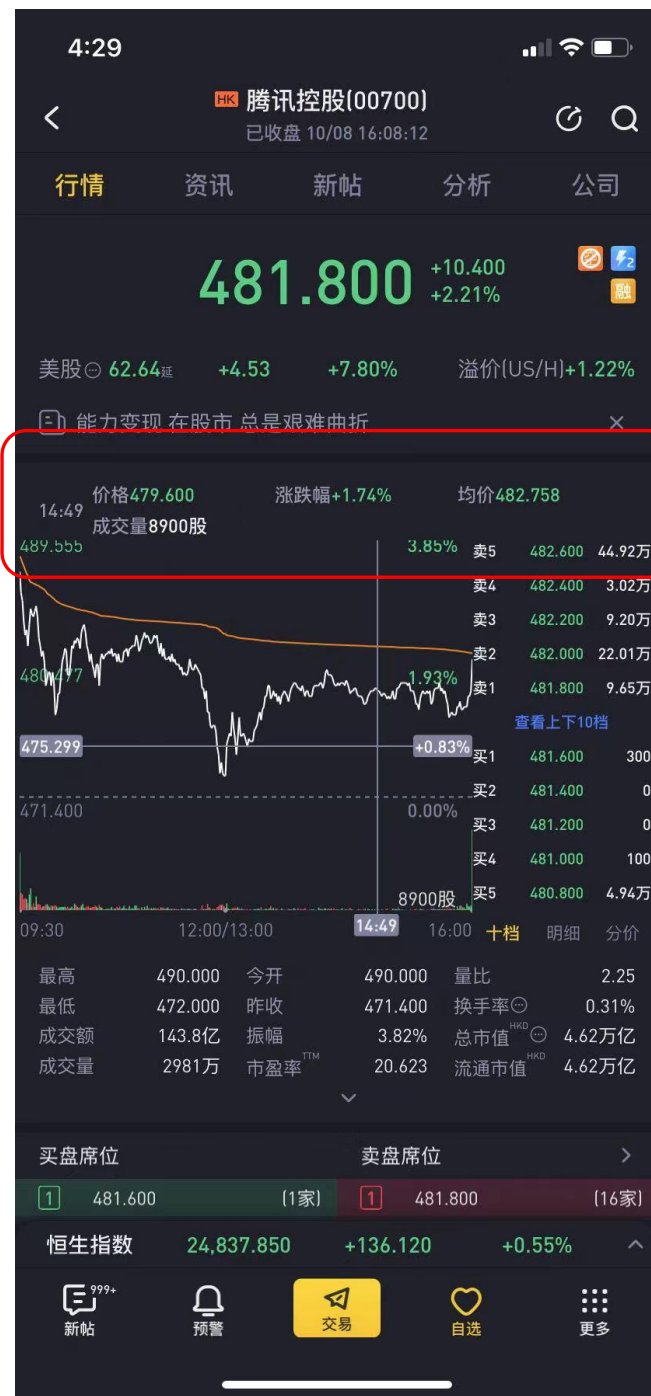 4:29
HK 腾讯控股(00700)
已收盘 10/08 16:08:12
行情 资讯 新帖 分析 公司
481.800 +10.400
+2.21%
2
融
美股 62.64延 +4.53 +7.80% 溢价(US/H)+1.22%
能力变现 在股市 总是艰难曲折
14:49 价格479.600 涨跌幅+1.74% 均价482.758
成交量8900股
489.555 3.85%
480.477 1.93%
475.299 +0.83%
471.400 0.00%
8900股
09:30 12:00/13:00 14:49 16:00
卖5 482.600 44.92万
卖4 482.400 3.02万
卖3 482.200 9.20万
卖2 482.000 22.01万
卖1 481.800 9.65万
查看上下10档
买1 481.600 300
买2 481.400 0
买3 481.200 0
买4 481.000 100
买5 480.800 4.94万
十档 明细 分价
最高 490.000 今开 490.000 量比 2.25
最低 472.000 昨收 471.400 换手率 0.31%
成交额 143.8亿 振幅 3.82% 总市值HKD 4.62万亿
成交量 2981万 市盈率TTM 20.623 流通市值HKD 4.62万亿
买盘席位 卖盘席位
1 481.600 (1家) 1 481.800 (16家)
恒生指数 24,837.850 +136.120 +0.55%
999+
新帖 预警 交易 自选 更多